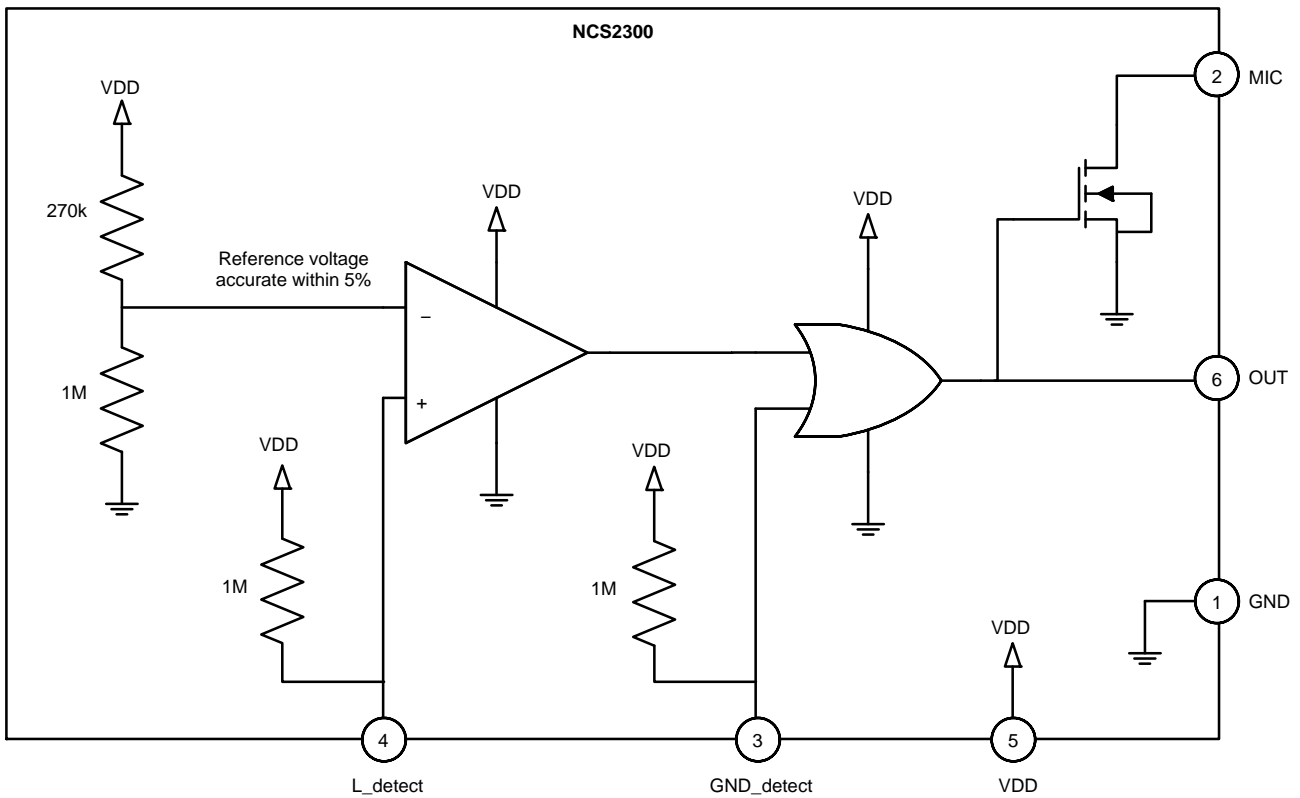 NCS2300
2
MIC
VDD
270k
VDD
VDD
Reference voltage
accurate within 5%
−
6
OUT
1M
+
VDD
VDD
1M
1M
1
GND
VDD
4
3
5
L_detect
GND_detect
VDD